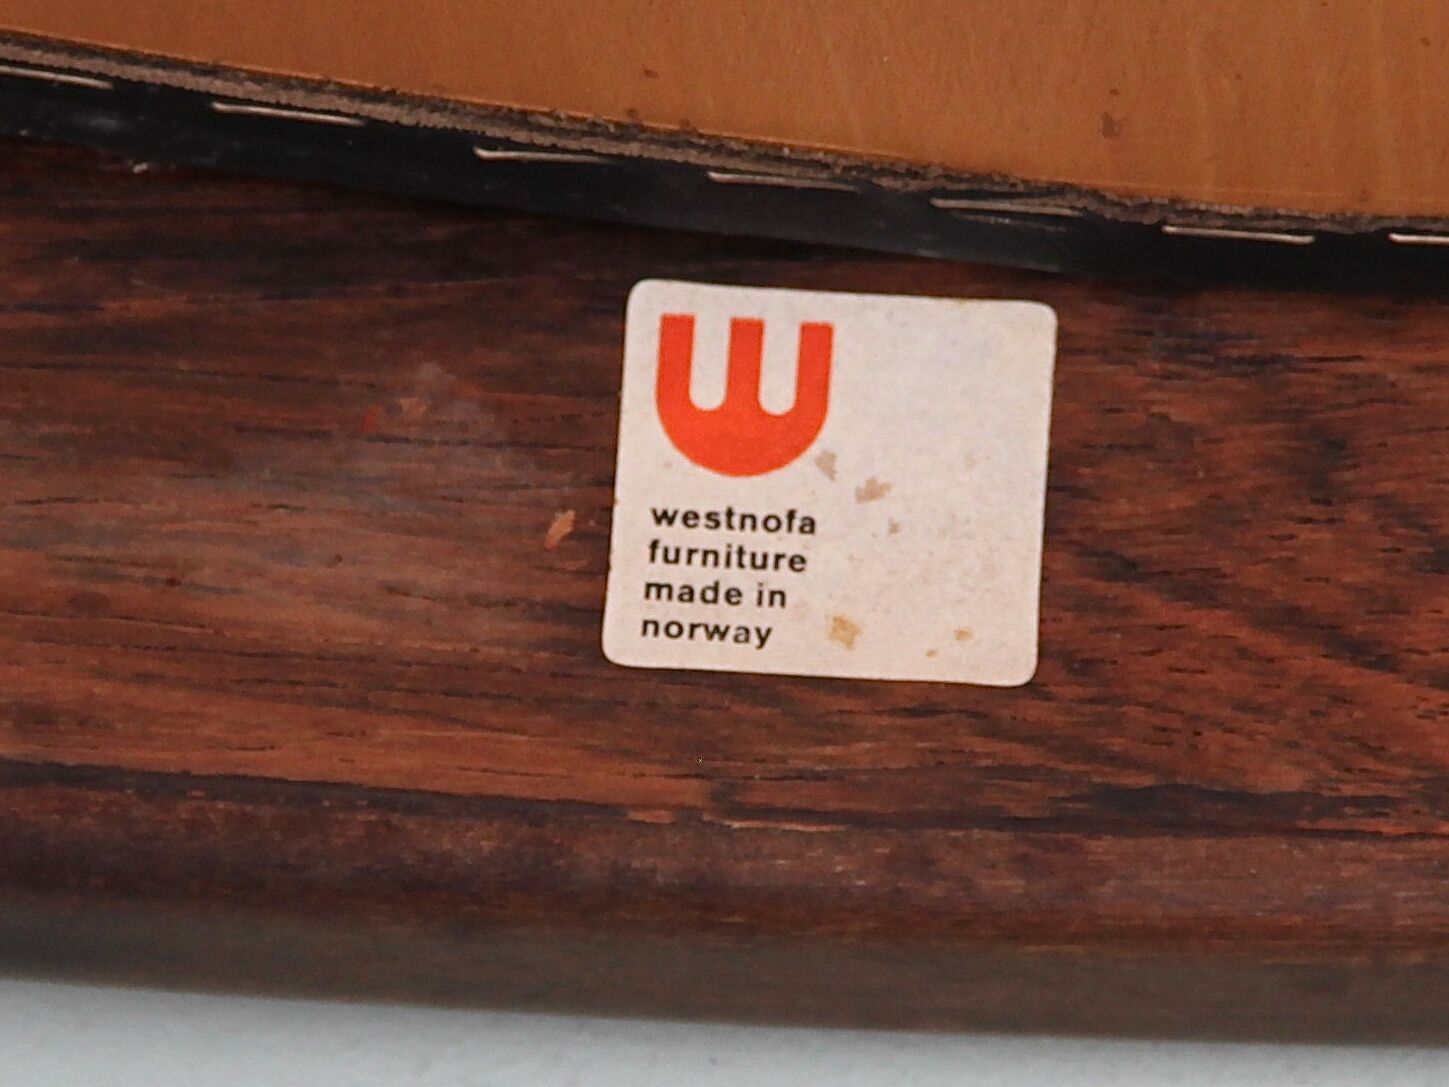 westnofa
furniture
made in
norway